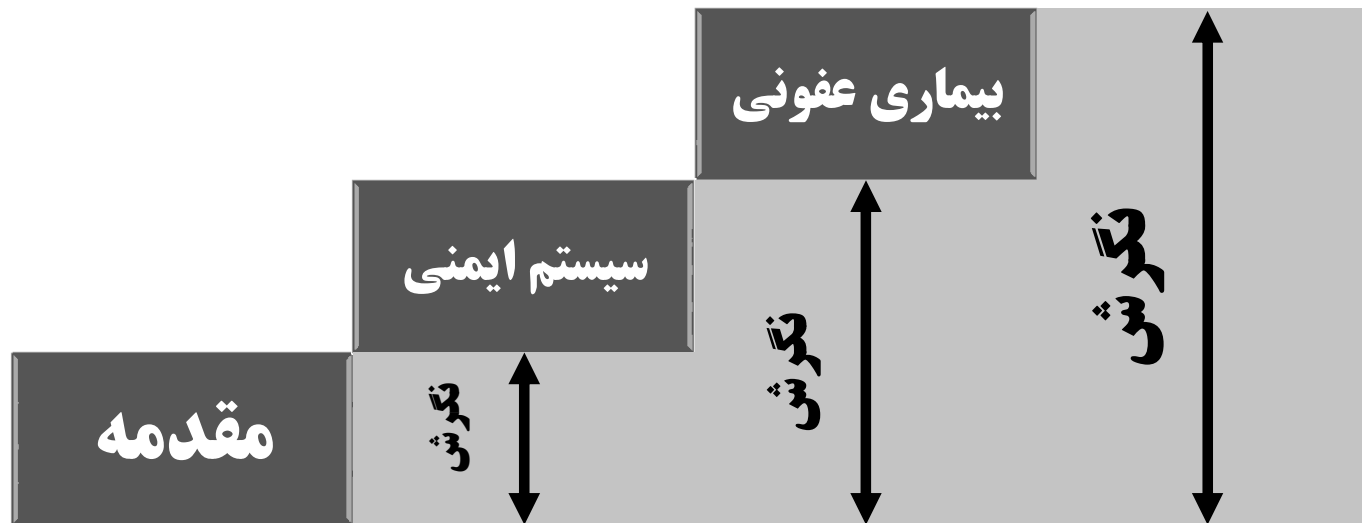 بیماری عفونی
سیستم ایمنی
مقدمه
نگرش
نگرش
نگرش